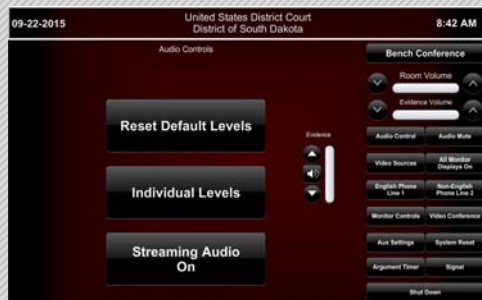 09-22-2015
United States District Court
District of South Dakota
8:42 AM
Audio Controls
Reset Default Levels
Individual Levels
Streaming Audio
On
Evidence
Bench Conference
Room Volume
Evidence Volume
Audio Control
Audio Mute
Video Sources
All Monitor
Displays On
English Phone
Line 1
Non-English
Phone Line 2
Monitor Controls
Video Conference
Aux Settings
System Reset
Argument Timer
Signal
Shut Down